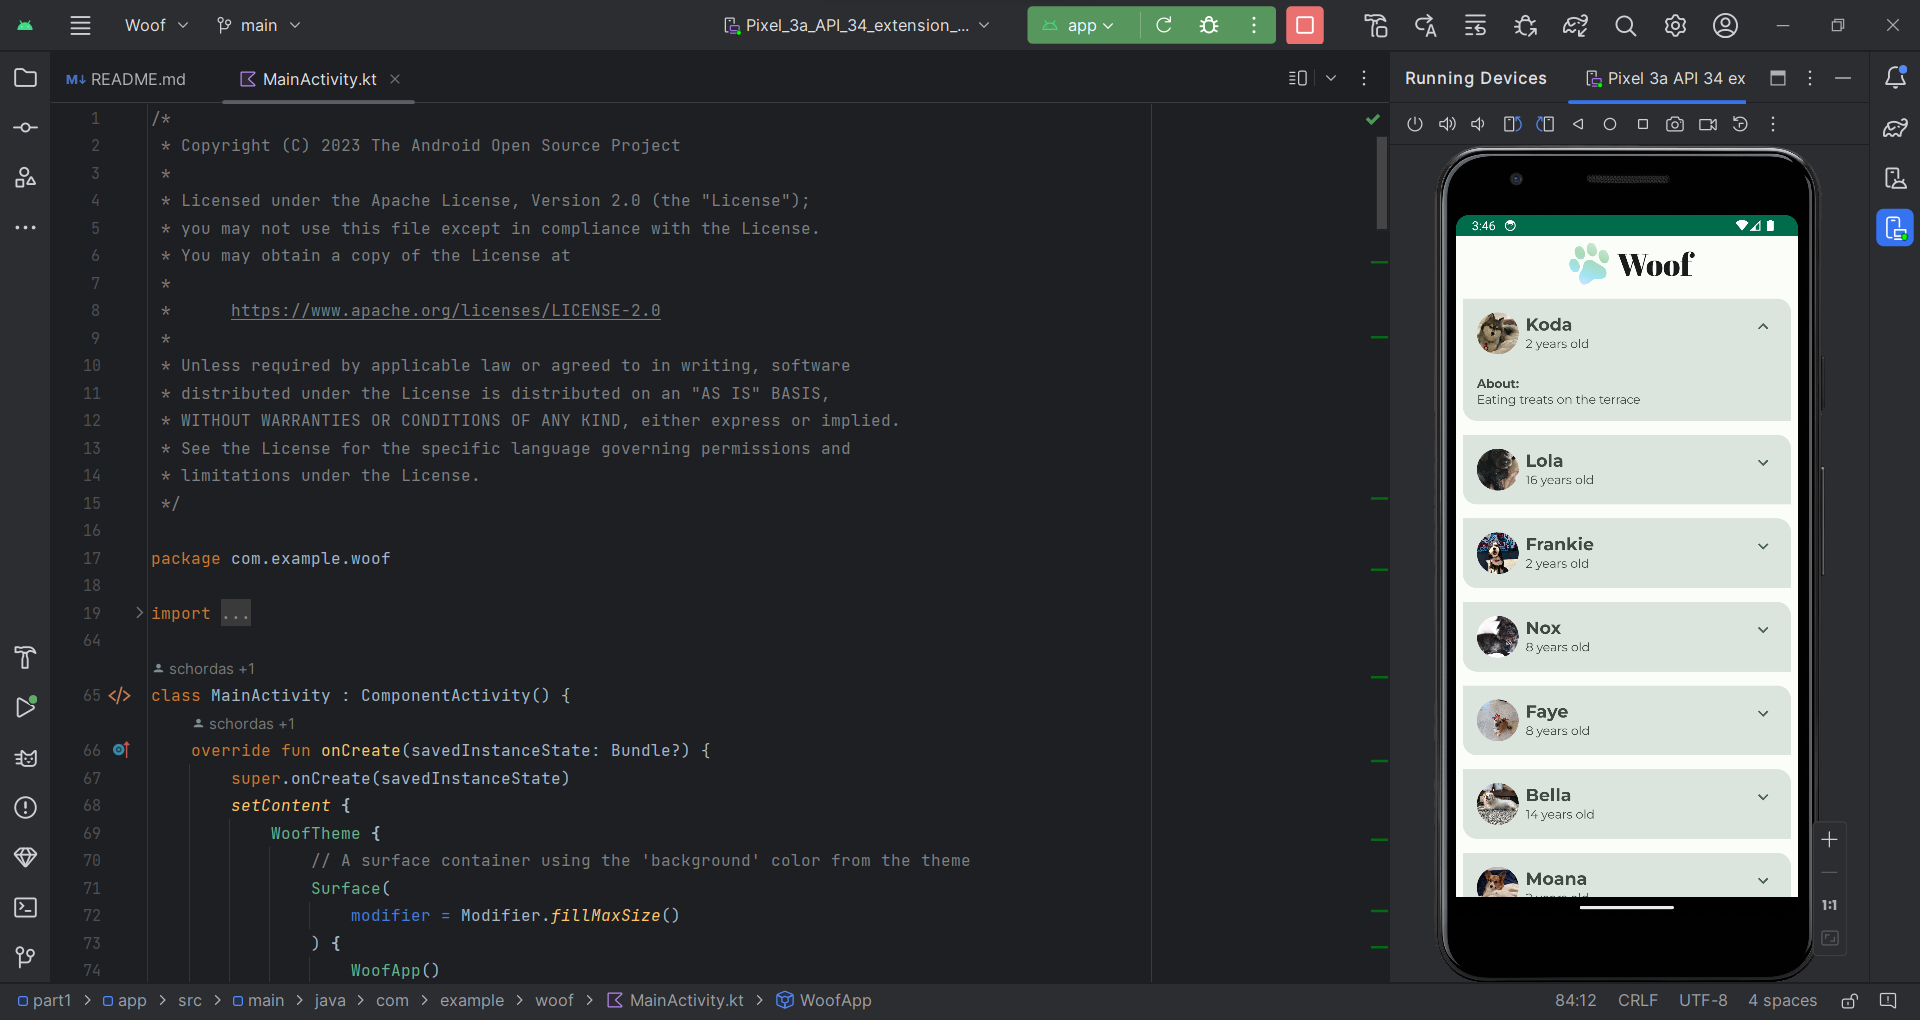 Woof
main
Pixel_3a_API_34_extension_...
app
README.md
MainActivity.kt
Running Devices
Pixel 3a API 34 ex
1 /*
2 * Copyright (C) 2023 The Android Open Source Project
3 *
4 * Licensed under the Apache License, Version 2.0 (the "License");
5 * you may not use this file except in compliance with the License.
6 * You may obtain a copy of the License at
7 *
8 * https://www.apache.org/licenses/LICENSE-2.0
9 *
10 * Unless required by applicable law or agreed to in writing, software
11 * distributed under the License is distributed on an "AS IS" BASIS,
12 * WITHOUT WARRANTIES OR CONDITIONS OF ANY KIND, either express or implied.
13 * See the License for the specific language governing permissions and
14 * limitations under the License.
15 */
16
17 package com.example.woof
18
19 import ...
64
schordas +1
65 class MainActivity : ComponentActivity() {
schordas +1
66 override fun onCreate(savedInstanceState: Bundle?) {
67 super.onCreate(savedInstanceState)
68 setContent {
69 WoofTheme {
70 // A surface container using the 'background' color from the theme
71 Surface(
72 modifier = Modifier.fillMaxSize()
73 ) {
74 WoofApp()
3:46
Woof
Koda
2 years old
About:
Eating treats on the terrace
Lola
16 years old
Frankie
2 years old
Nox
8 years old
Faye
8 years old
Bella
14 years old
Moana
1:1
part1 > app > src > main > java > com > example > woof > MainActivity.kt > WoofApp
84:12 CRLF UTF-8 4 spaces